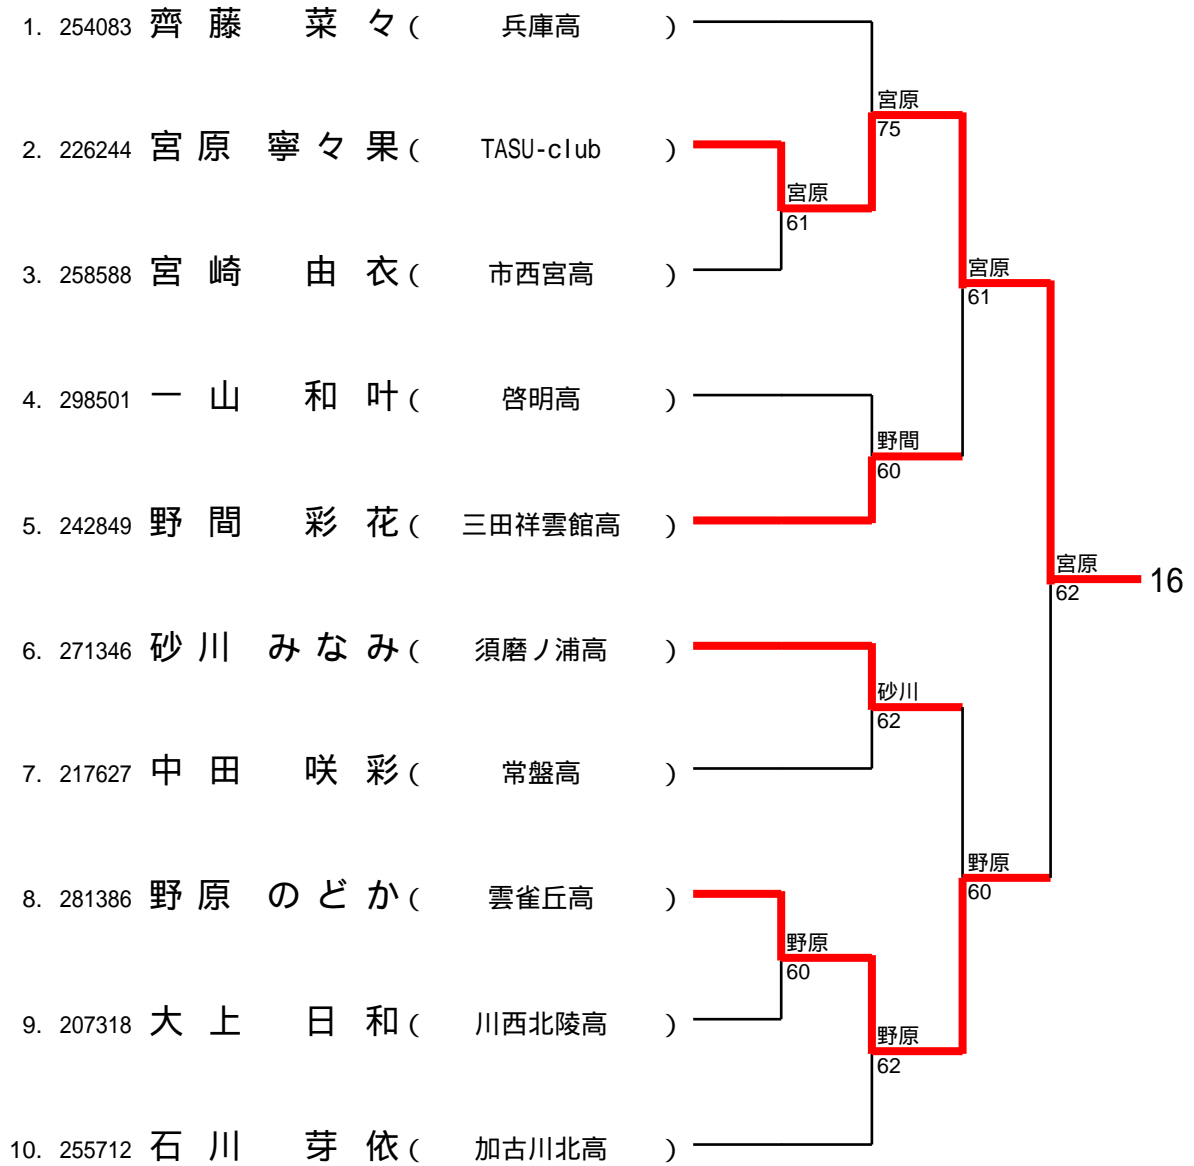 1. 254083 齊藤 菜々 ( 兵庫高 )
宮原
75
2. 226244 宮原 寧々果 ( TASU-club )
宮原
61
3. 258588 宮崎 由衣 ( 市西宮高 )
宮原
61
4. 298501 一山 和叶 ( 啓明高 )
野間
60
5. 242849 野間 彩花 ( 三田祥雲館高 )
宮原
62
16
6. 271346 砂川 みなみ ( 須磨ノ浦高 )
砂川
62
7. 217627 中田 咲彩 ( 常盤高 )
野原
60
8. 281386 野原 のどか ( 雲雀丘高 )
野原
60
9. 207318 大上 日和 ( 川西北陵高 )
野原
62
10. 255712 石川 芽依 ( 加古川北高 )